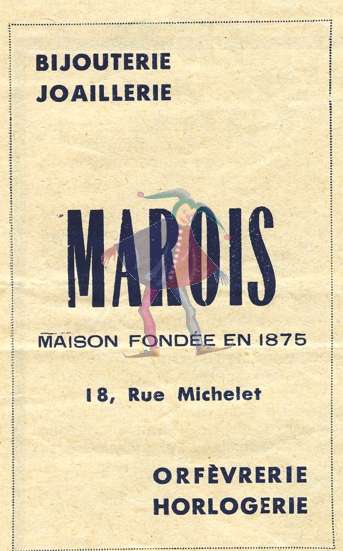 BIJOUTERIE
JOAILLERIE
MAROIS
MAISON FONDÉE EN 1875
18, Rue Michelet
ORFÈVRERIE
HORLOGERIE